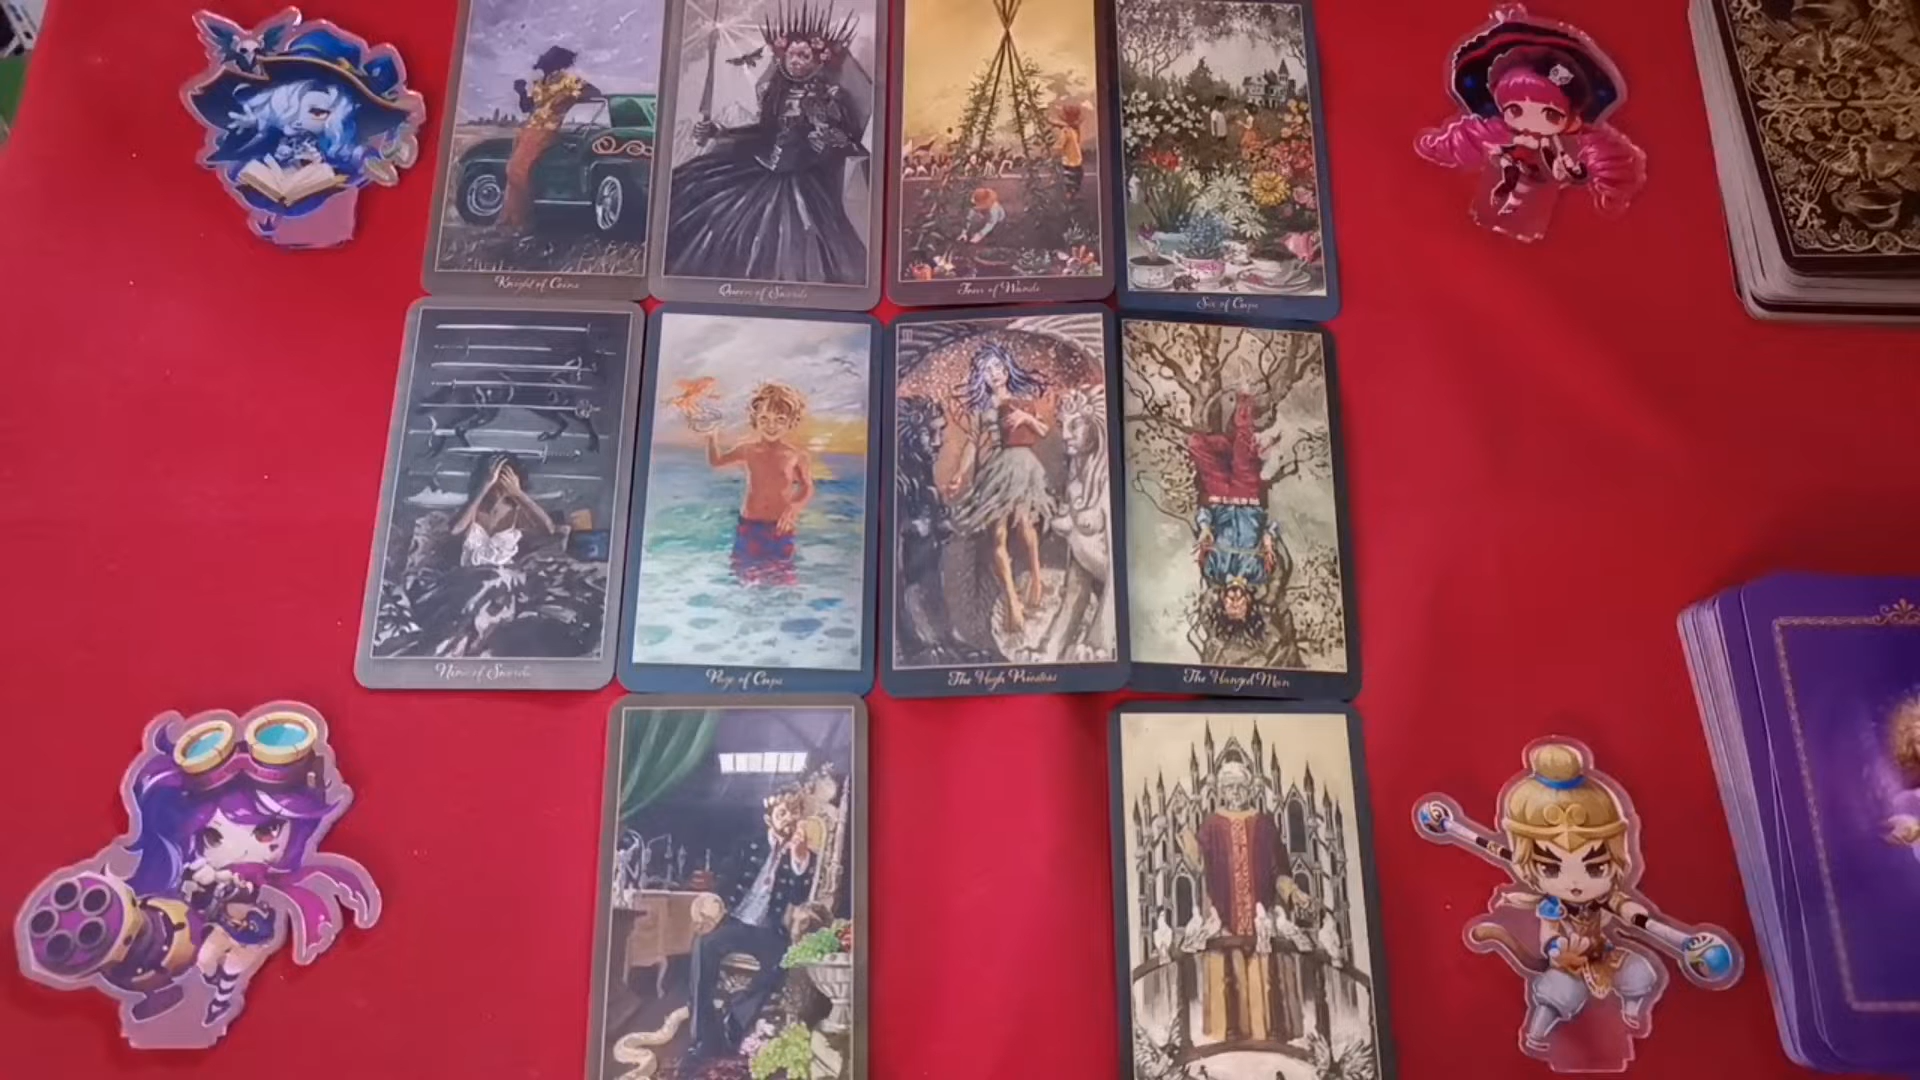 Knight of Coins
Queen of Swords
Four of Wands
Six of Cups
Nine of Swords
Page of Cups
The High Priestess
The Hanged Man